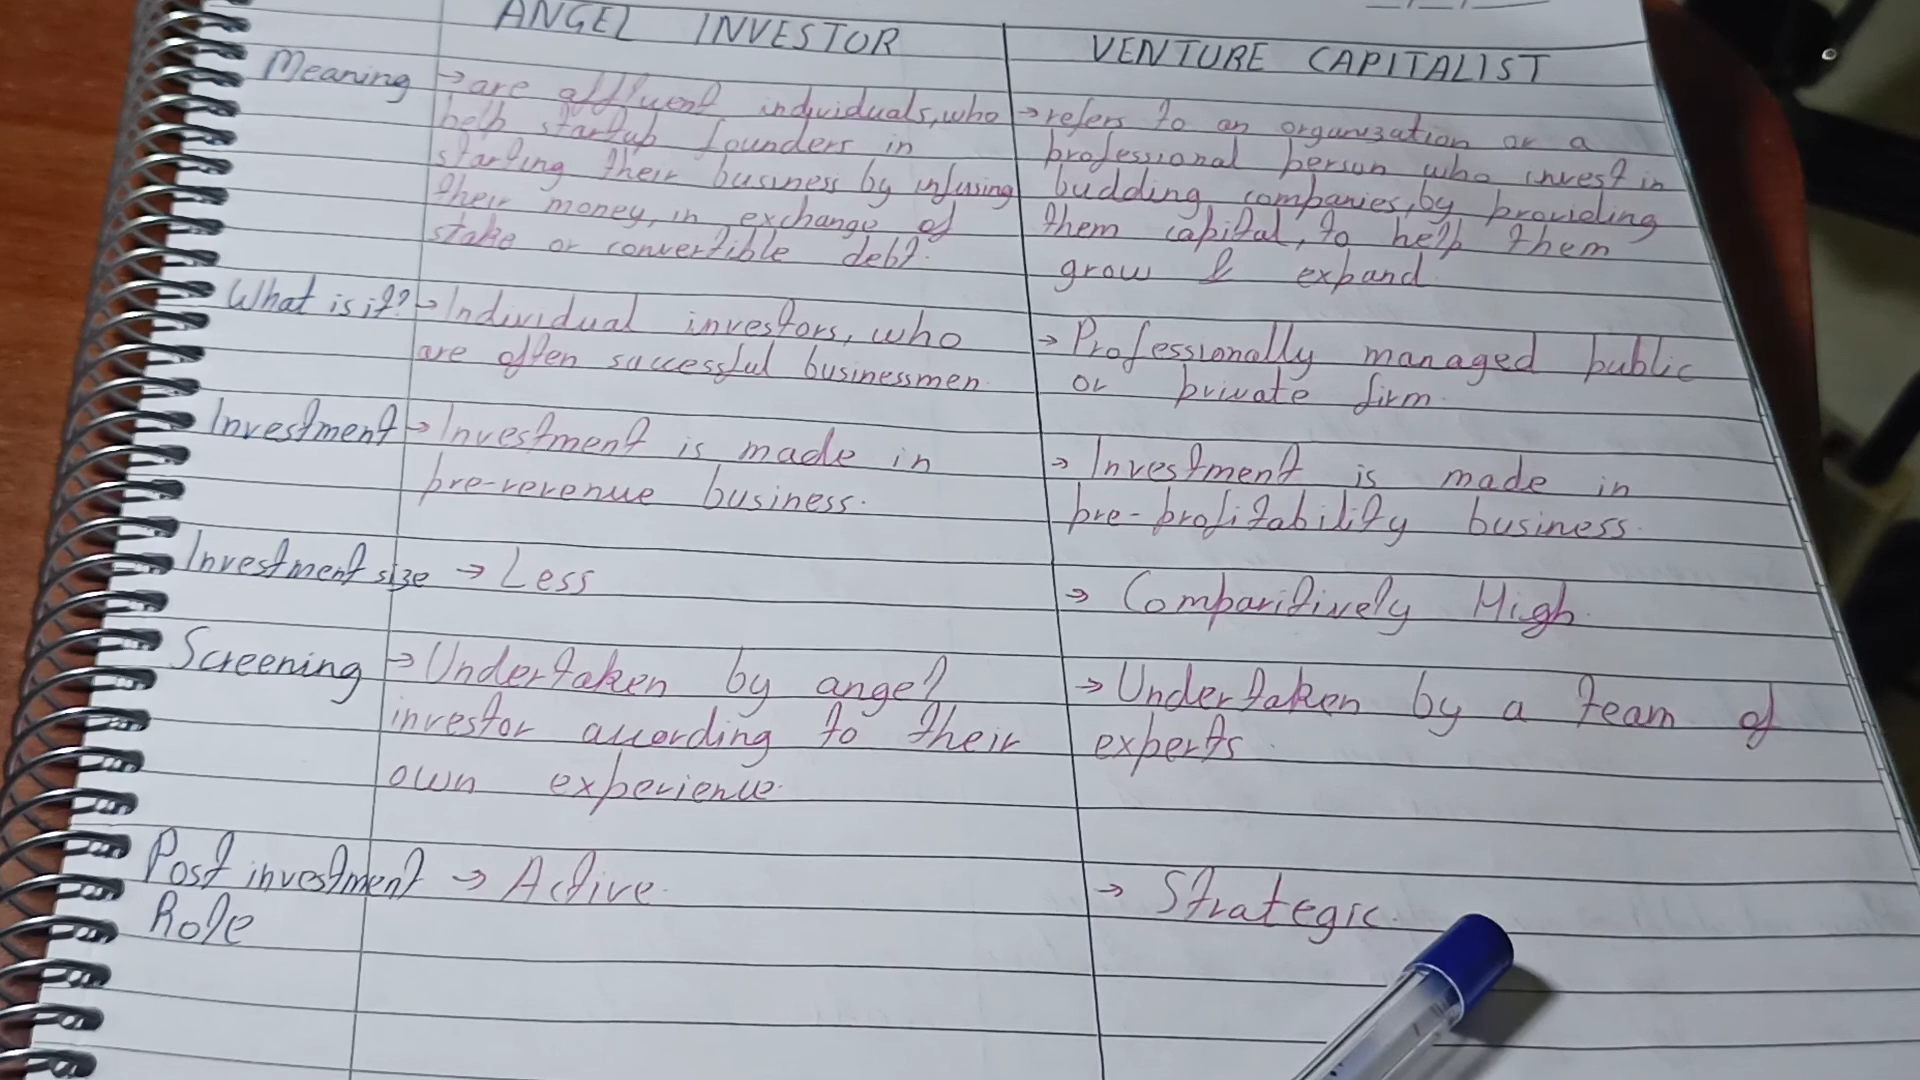 ANGEL INVESTOR
VENTURE CAPITALIST
Meaning
→ are affluent individuals, who
help startup founders in
starting their business by infusing
their money, in exchange of
stake or convertible debt.
→ refers to an organization or a
professional person who invest in
budding companies, by providing
them capital, to help them
grow & expand.
What is it?
→ Individual investors, who
are often successful businessmen.
→ Professionally managed public
or private firm.
Investment
→ Investment is made in
pre-revenue business.
→ Investment is made in
pre-profitability business.
Investment size
→ Less
→ Comparitively High.
Screening
→ Undertaken by angel
investor according to their
own experience.
→ Undertaken by a team of
experts.
Post investment
Role
→ Active.
→ Strategic.